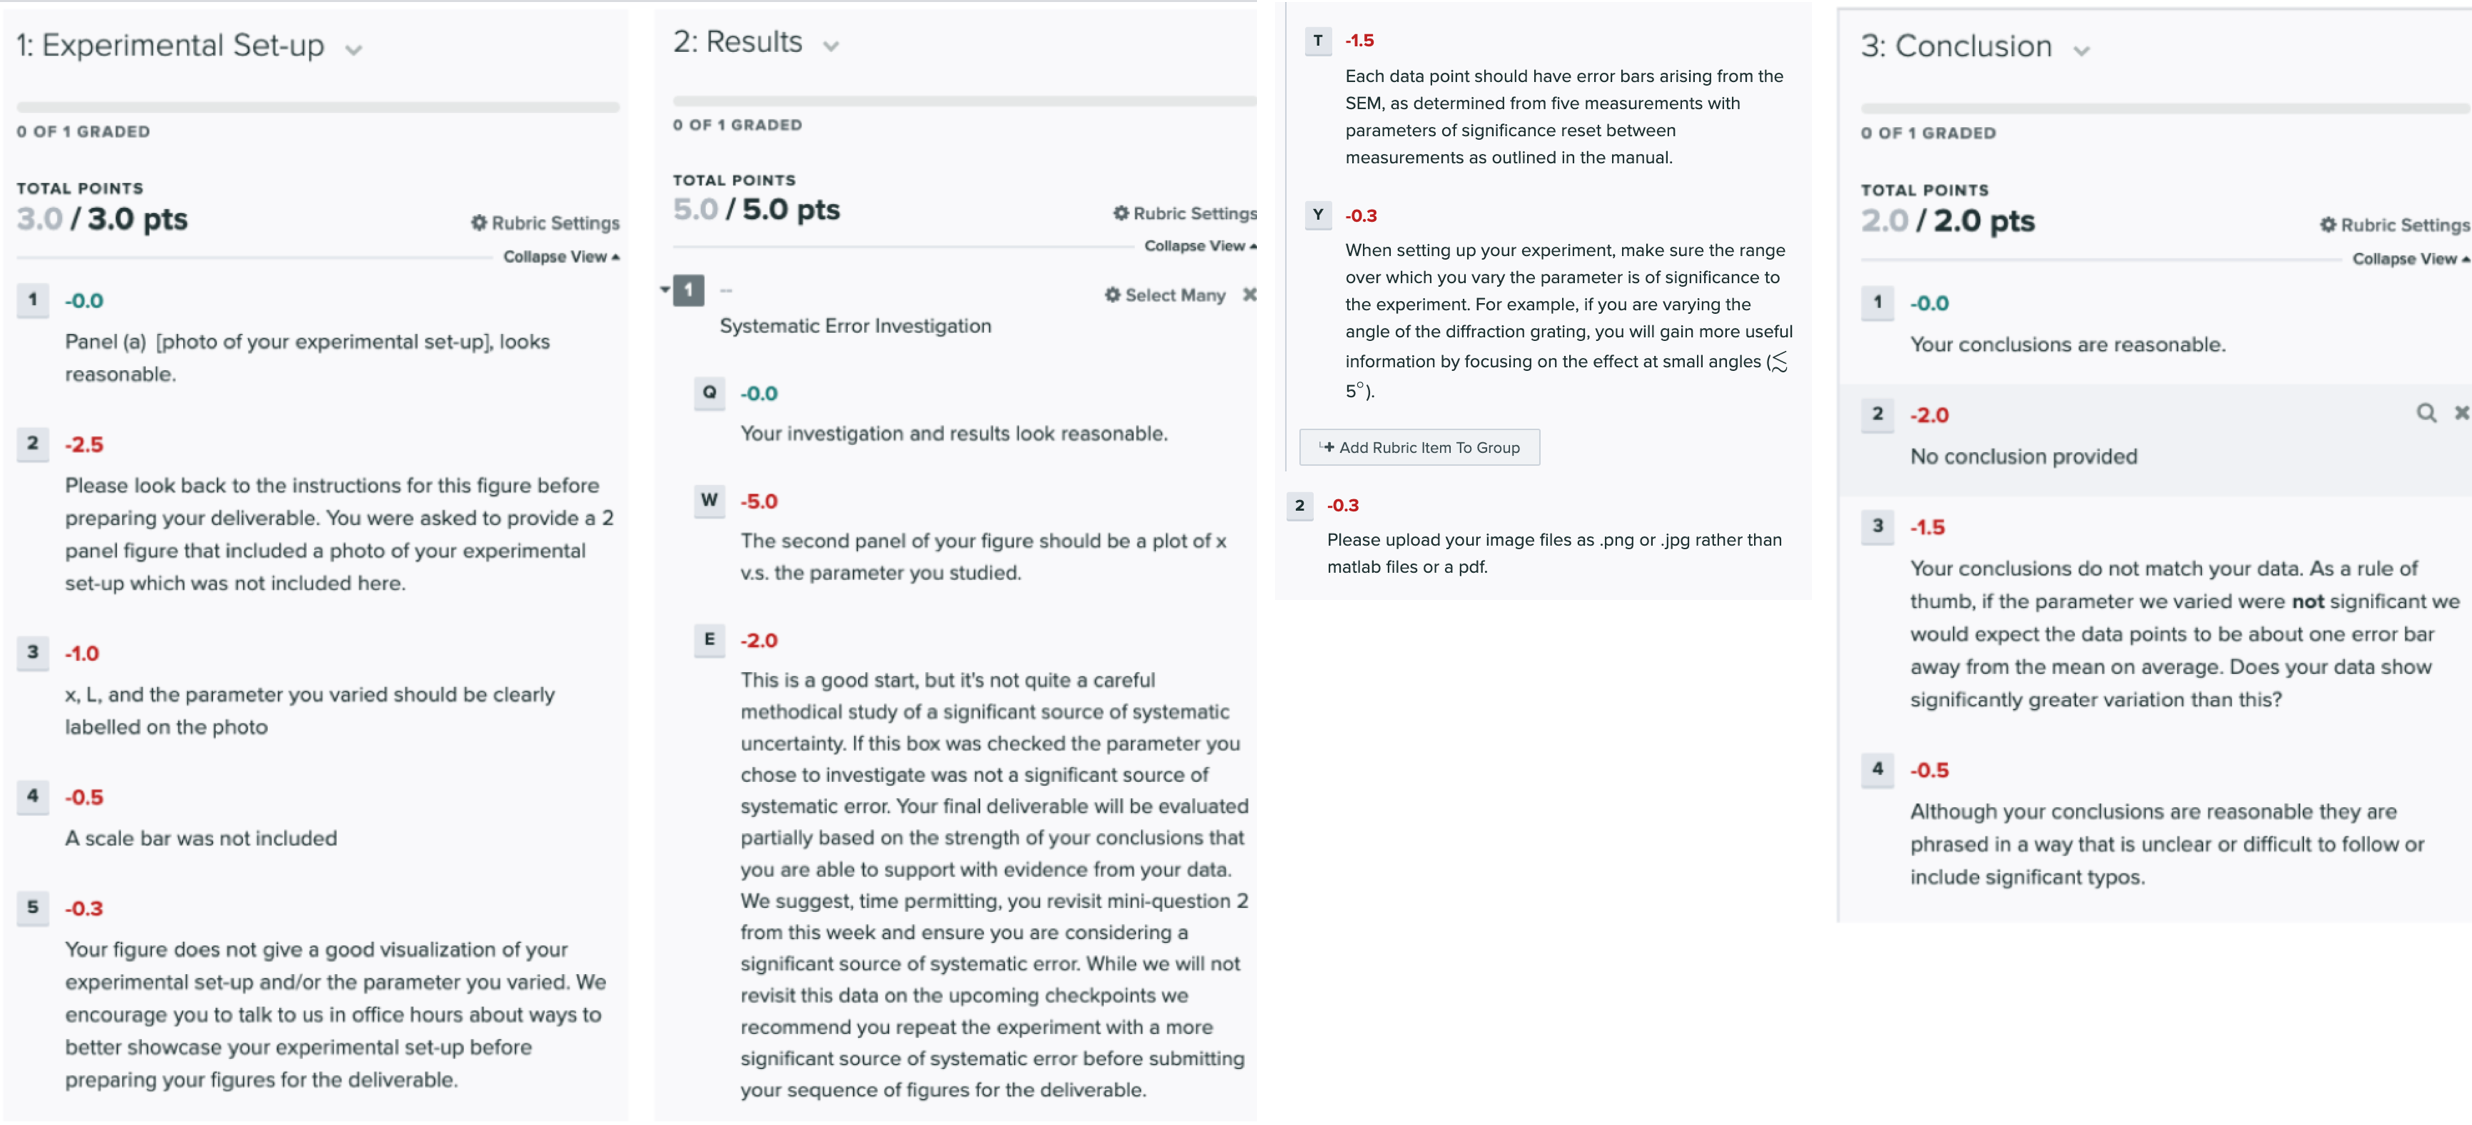 1: Experimental Set-up
0 OF 1 GRADED
TOTAL POINTS
3.0 / 3.0 pts
Rubric Settings
Collapse View
1 -0.0
Panel (a) [photo of your experimental set-up], looks
reasonable.
2 -2.5
Please look back to the instructions for this figure before
preparing your deliverable. You were asked to provide a 2
panel figure that included a photo of your experimental
set-up which was not included here.
3 -1.0
x, L, and the parameter you varied should be clearly
labelled on the photo
4 -0.5
A scale bar was not included
5 -0.3
Your figure does not give a good visualization of your
experimental set-up and/or the parameter you varied. We
encourage you to talk to us in office hours about ways to
better showcase your experimental set-up before
preparing your figures for the deliverable.
2: Results
0 OF 1 GRADED
TOTAL POINTS
5.0 / 5.0 pts
Rubric Settings
Collapse View
1 -- Select Many
Systematic Error Investigation
Q -0.0
Your investigation and results look reasonable.
W -5.0
The second panel of your figure should be a plot of x
v.s. the parameter you studied.
E -2.0
This is a good start, but it's not quite a careful
methodical study of a significant source of systematic
uncertainty. If this box was checked the parameter you
chose to investigate was not a significant source of
systematic error. Your final deliverable will be evaluated
partially based on the strength of your conclusions that
you are able to support with evidence from your data.
We suggest, time permitting, you revisit mini-question 2
from this week and ensure you are considering a
significant source of systematic error. While we will not
revisit this data on the upcoming checkpoints we
recommend you repeat the experiment with a more
significant source of systematic error before submitting
your sequence of figures for the deliverable.
T -1.5
Each data point should have error bars arising from the
SEM, as determined from five measurements with
parameters of significance reset between
measurements as outlined in the manual.
Y -0.3
When setting up your experiment, make sure the range
over which you vary the parameter is of significance to
the experiment. For example, if you are varying the
angle of the diffraction grating, you will gain more useful
information by focusing on the effect at small angles (≲
5°).
Add Rubric Item To Group
2 -0.3
Please upload your image files as .png or .jpg rather than
matlab files or a pdf.
3: Conclusion
0 OF 1 GRADED
TOTAL POINTS
2.0 / 2.0 pts
Rubric Settings
Collapse View
1 -0.0
Your conclusions are reasonable.
2 -2.0
No conclusion provided
3 -1.5
Your conclusions do not match your data. As a rule of
thumb, if the parameter we varied were not significant we
would expect the data points to be about one error bar
away from the mean on average. Does your data show
significantly greater variation than this?
4 -0.5
Although your conclusions are reasonable they are
phrased in a way that is unclear or difficult to follow or
include significant typos.